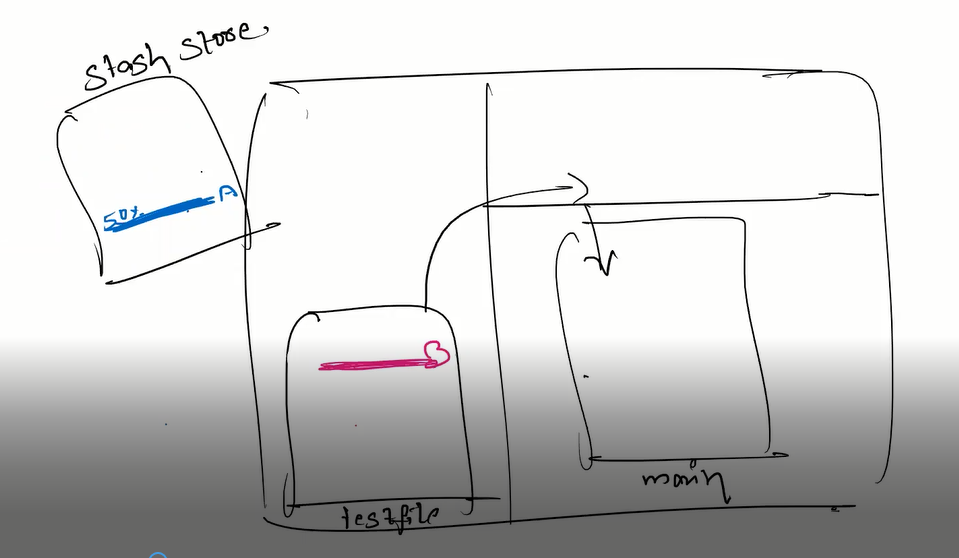 stash store
50% A
B
testfile
main